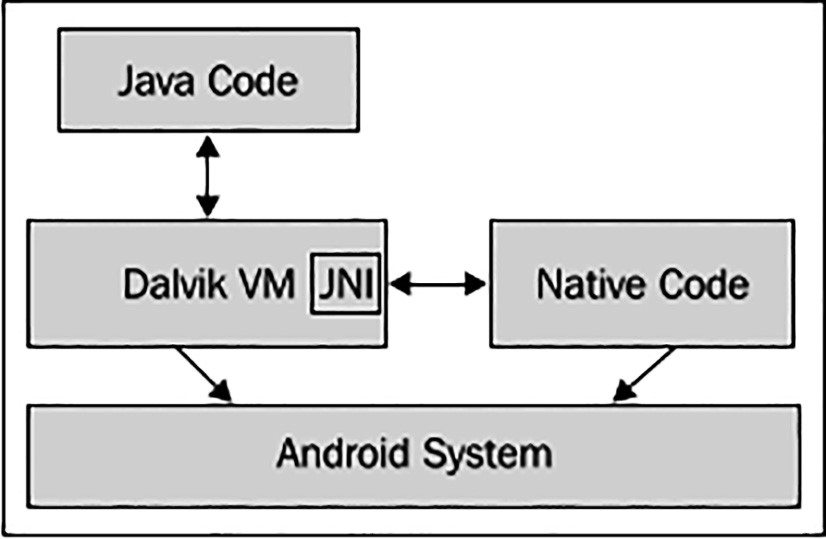 Java Code
Dalvik VM JNI
Native Code
Android System